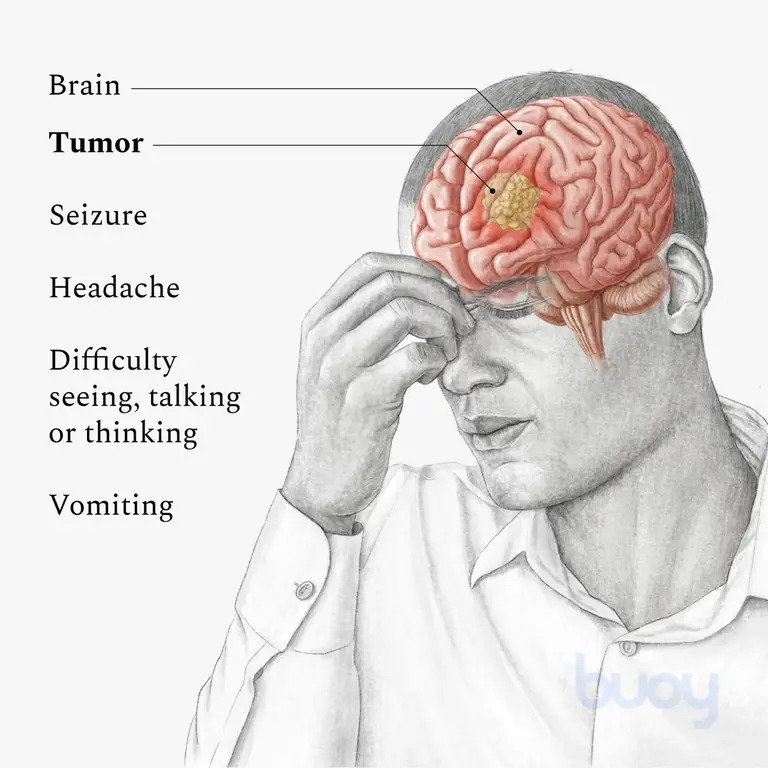 Brain
Tumor
Seizure
Headache
Difficulty
seeing, talking
or thinking
Vomiting
buoy